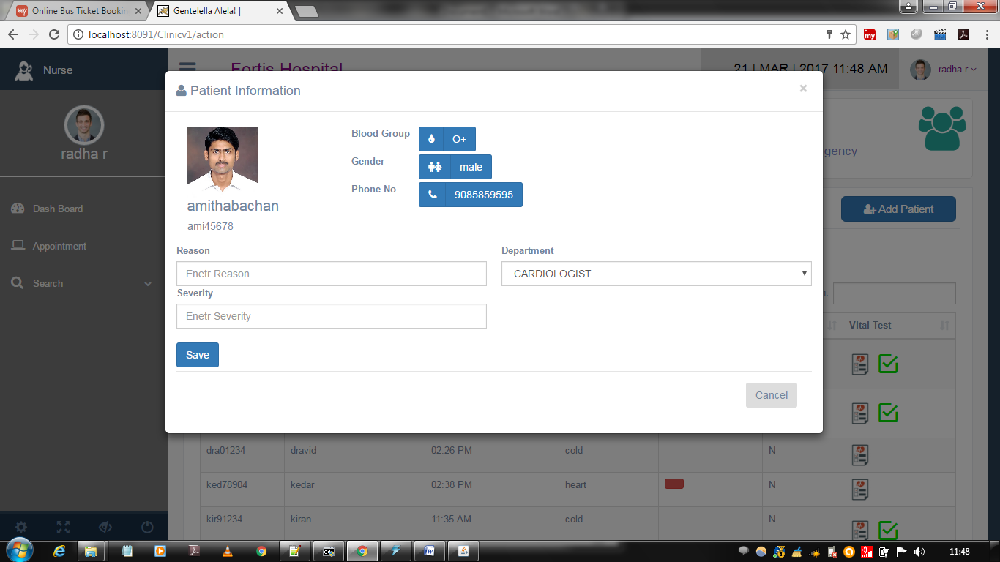 Online Bus Ticket Bookin
Gentelella Alela! |
localhost:8091/Clinicv1/action
Nurse
Fortis Hospital
21 | MAR | 2017 11:48 AM
radha r
Patient Information
×
radha r
Blood Group
O+
Gender
male
Phone No
9085859595
amithabachan
ami45678
rgency
Dash Board
Appointment
Search
Add Patient
Reason
Department
Enetr Reason
CARDIOLOGIST
Severity
Enetr Severity
Save
Cancel
Vital Test
dra01234 dravid 02:26 PM cold N
ked78904 kedar 02:38 PM heart N
kir91234 kiran 11:35 AM cold N
11:48